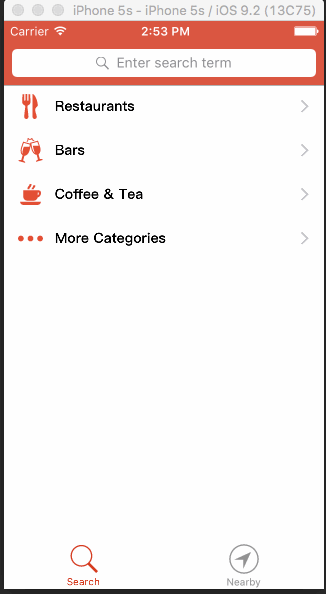 iPhone 5s - iPhone 5s / iOS 9.2 (13C75)
Carrier 2:53 PM
Enter search term
Restaurants
Bars
Coffee & Tea
More Categories
Search Nearby